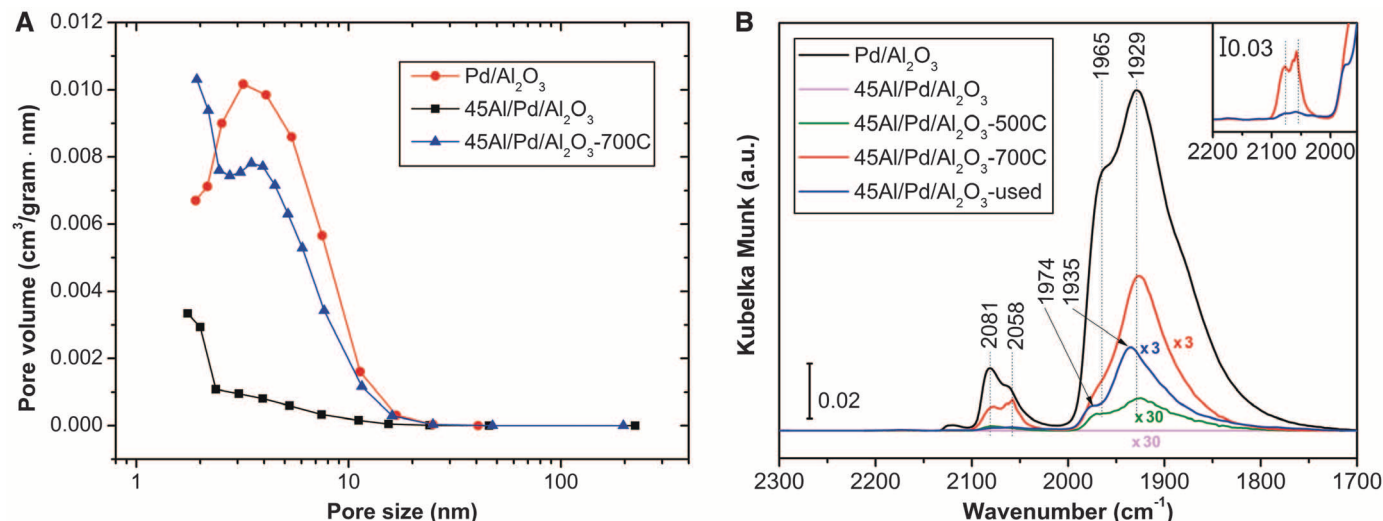 A
Pore volume (cm³/gram · nm)
0.012
0.010
0.008
0.006
0.004
0.002
0.000
Pd/Al₂O₃
45Al/Pd/Al₂O₃
45Al/Pd/Al₂O₃-700C
1 10 100
Pore size (nm)
B
Kubelka Munk (a.u.)
Pd/Al₂O₃
45Al/Pd/Al₂O₃
45Al/Pd/Al₂O₃-500C
45Al/Pd/Al₂O₃-700C
45Al/Pd/Al₂O₃-used
1965
1929
0.03
2200 2100 2000
1974
1935
2081
2058
0.02
x3
x3
x30
x30
2300 2200 2100 2000 1900 1800 1700
Wavenumber (cm⁻¹)